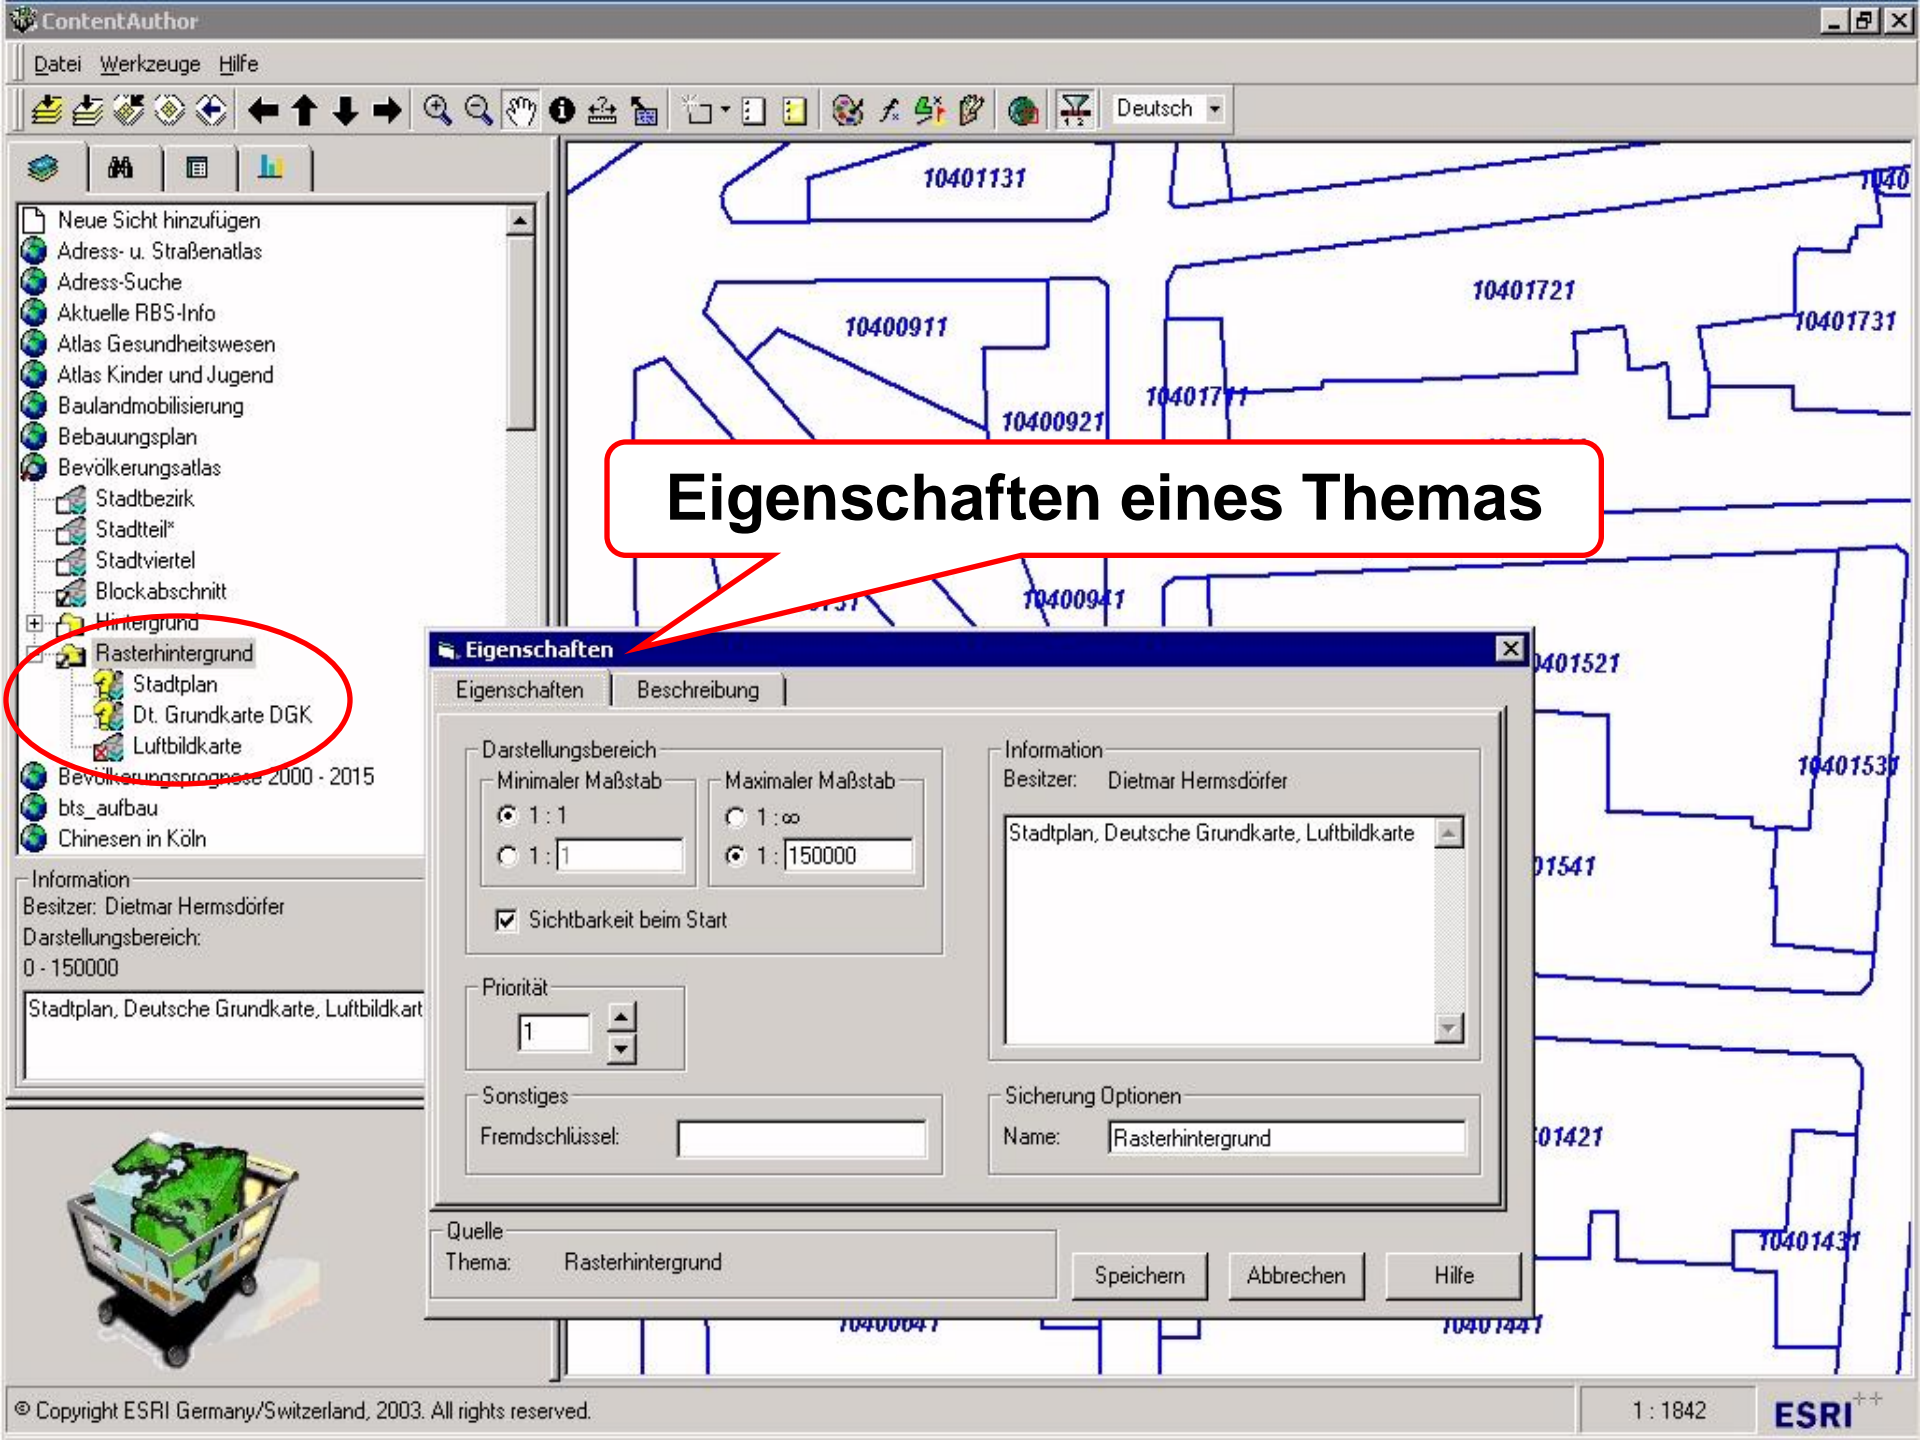 ContentAuthor
Datei Werkzeuge Hilfe
Deutsch
Neue Sicht hinzufügen
Adress- u. Straßenatlas
Adress-Suche
Aktuelle RBS-Info
Atlas Gesundheitswesen
Atlas Kinder und Jugend
Baulandmobilisierung
Bebauungsplan
Bevölkerungsatlas
Stadtbezirk
Stadtteil*
Stadtviertel
Blockabschnitt
Hintergrund
Rasterhintergrund
Stadtplan
Dt. Grundkarte DGK
Luftbildkarte
Bevölkerungsprognose 2000 - 2015
bts_aufbau
Chinesen in Köln
Information
Besitzer: Dietmar Hermsdörfer
Darstellungsbereich:
0 - 150000
Stadtplan, Deutsche Grundkarte, Luftbildkart
10401131
1040
10401721
10400911
10401731
10401711
10400921
Eigenschaften eines Themas
10400941
0401521
10401531
01541
01421
10401431
10401441
Eigenschaften
Eigenschaften Beschreibung
Darstellungsbereich
Minimaler Maßstab
1 : 1
1 : 1
Maximaler Maßstab
1 : ∞
1 : 150000
Sichtbarkeit beim Start
Priorität
1
Sonstiges
Fremdschlüssel:
Information
Besitzer: Dietmar Hermsdörfer
Stadtplan, Deutsche Grundkarte, Luftbildkarte
Sicherung Optionen
Name: Rasterhintergrund
Quelle
Thema: Rasterhintergrund
Speichern Abbrechen Hilfe
© Copyright ESRI Germany/Switzerland, 2003. All rights reserved.
1 : 1842
ESRI++